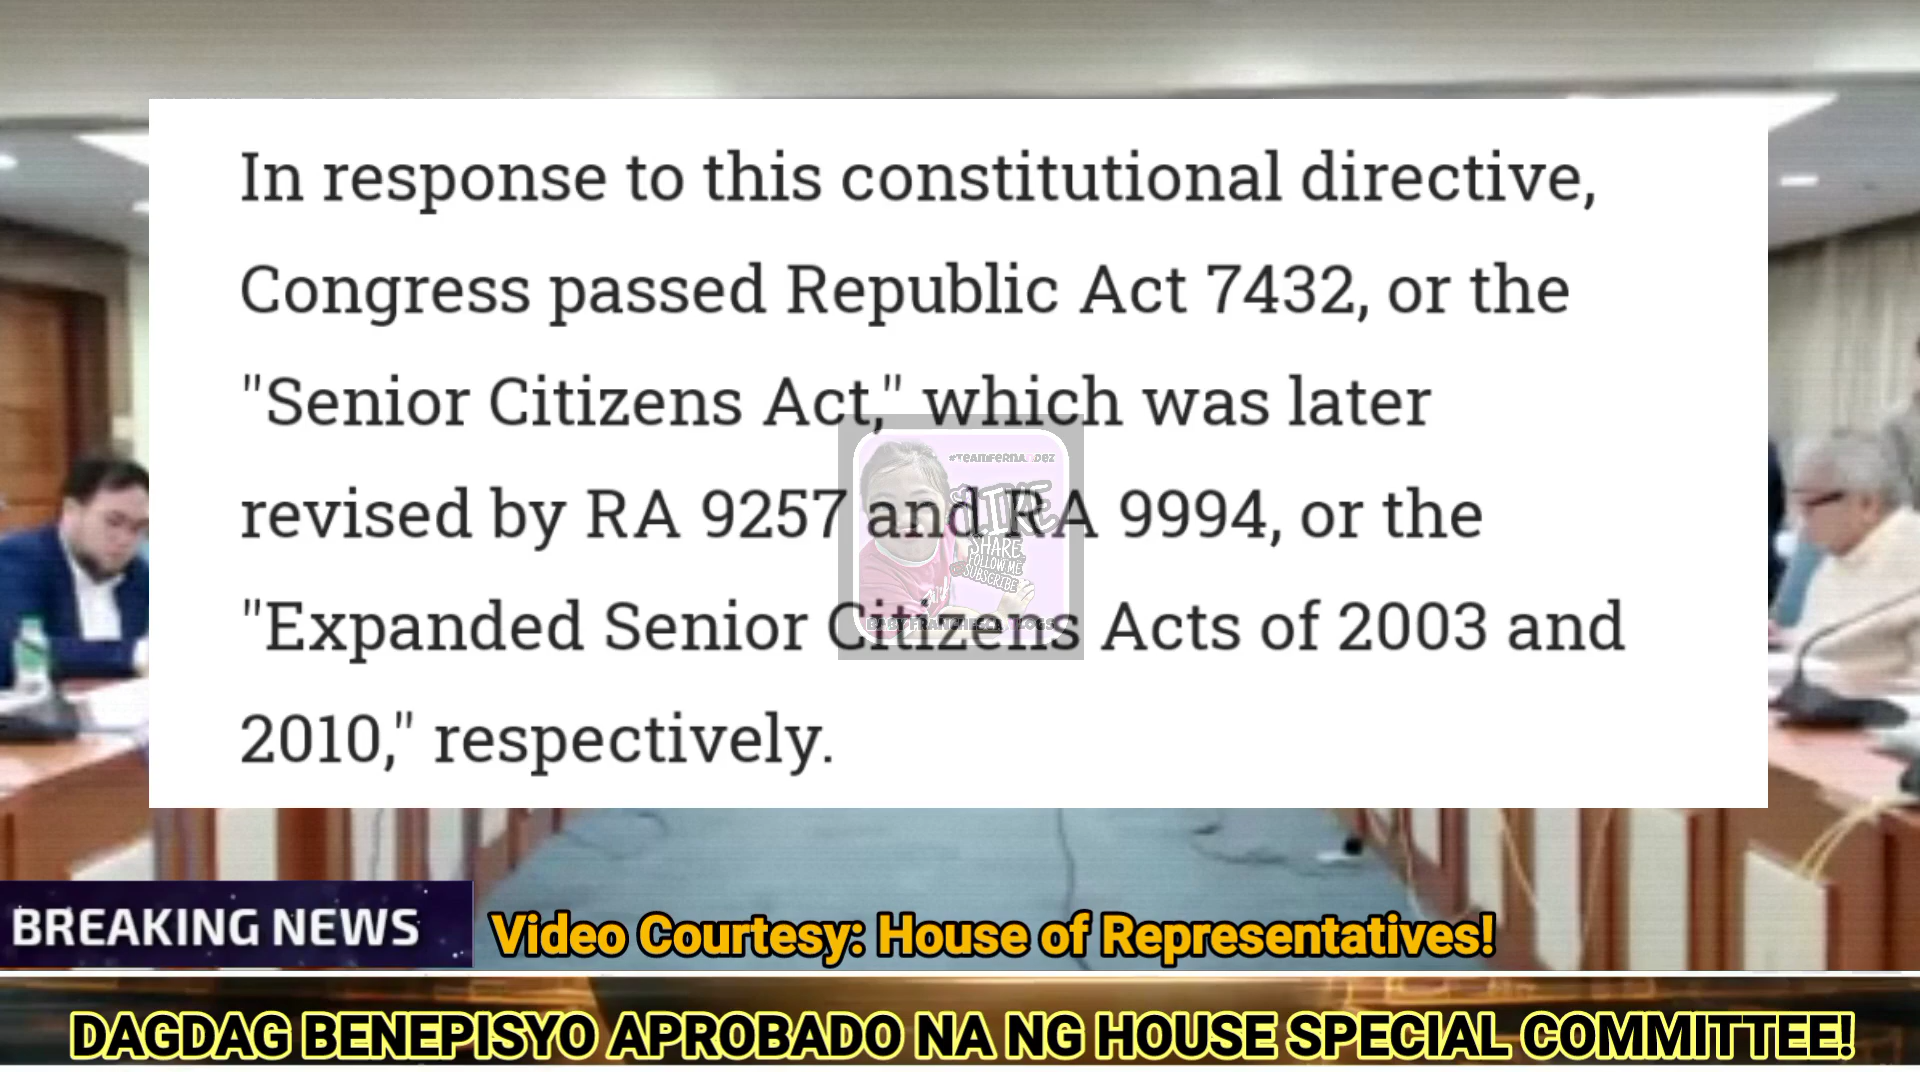 In response to this constitutional directive,
Congress passed Republic Act 7432, or the
"Senior Citizens Act," which was later
revised by RA 9257 and RA 9994, or the
"Expanded Senior Citizens Acts of 2003 and
2010," respectively.
LIKE
SHARE
FOLLOW ME
SUBSCRIBE
BREAKING NEWS
Video Courtesy: House of Representatives!
DAGDAG BENEPISYO APROBADO NA NG HOUSE SPECIAL COMMITTEE!